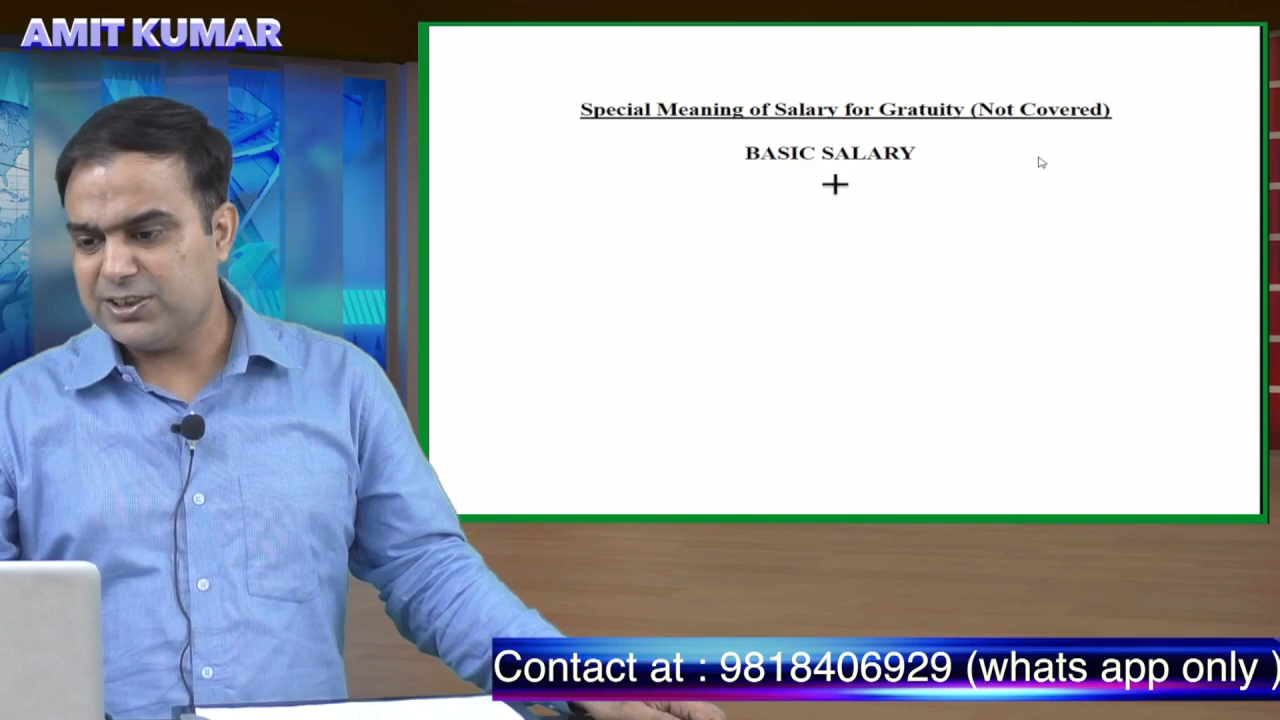 AMIT KUMAR
Special Meaning of Salary for Gratuity (Not Covered)
BASIC SALARY
+
Contact at : 9818406929 (whats app only )